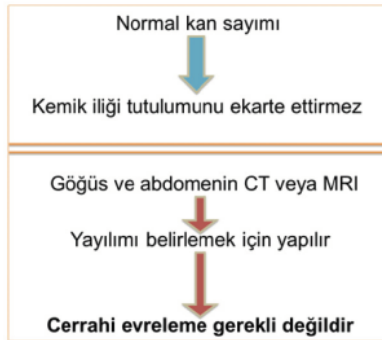 Normal kan sayımı
Kemik iliği tutulumunu ekarte ettirmez
Göğüs ve abdomenin CT veya MRI
Yayılımı belirlemek için yapılır
Cerrahi evreleme gerekli değildir